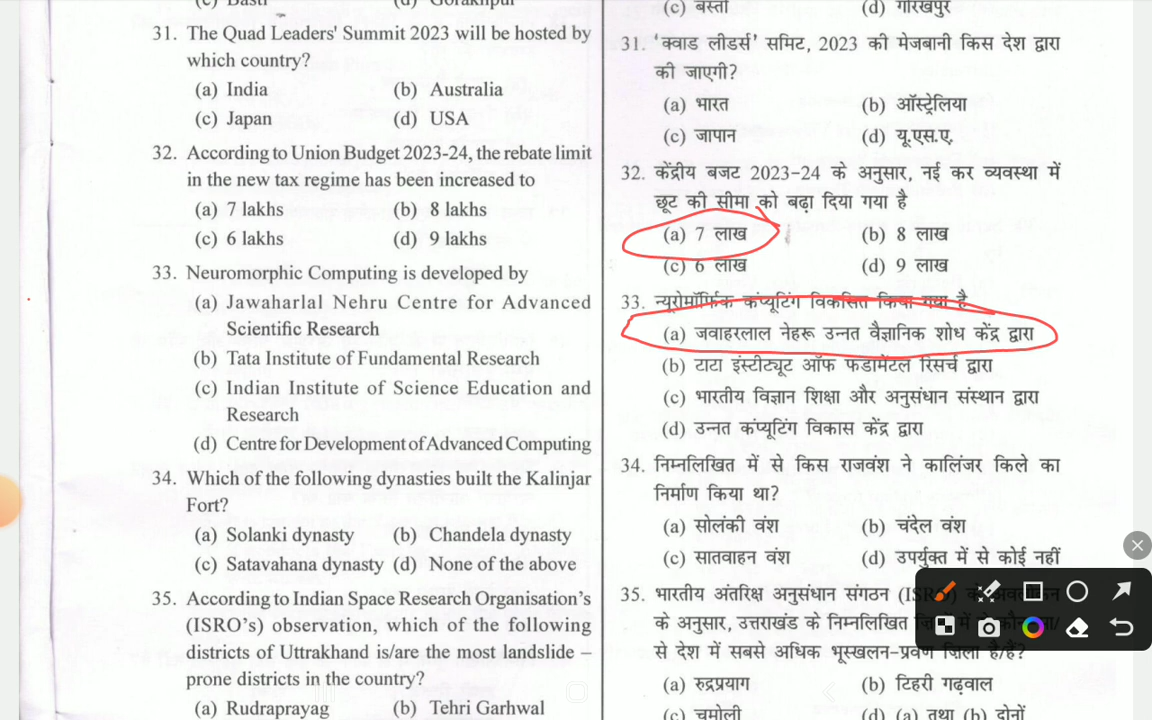 (c) Basti (d) Gorakhpur
31. The Quad Leaders' Summit 2023 will be hosted by
which country?
(a) India (b) Australia
(c) Japan (d) USA
32. According to Union Budget 2023-24, the rebate limit
in the new tax regime has been increased to
(a) 7 lakhs (b) 8 lakhs
(c) 6 lakhs (d) 9 lakhs
33. Neuromorphic Computing is developed by
(a) Jawaharlal Nehru Centre for Advanced
Scientific Research
(b) Tata Institute of Fundamental Research
(c) Indian Institute of Science Education and
Research
(d) Centre for Development of Advanced Computing
34. Which of the following dynasties built the Kalinjar
Fort?
(a) Solanki dynasty (b) Chandela dynasty
(c) Satavahana dynasty (d) None of the above
35. According to Indian Space Research Organisation's
(ISRO's) observation, which of the following
districts of Uttrakhand is/are the most landslide –
prone districts in the country?
(a) Rudraprayag (b) Tehri Garhwal
(c) बस्ती (d) गोरखपुर
31. ‘क्वाड लीडर्स’ समिट, 2023 की मेजबानी किस देश द्वारा
की जाएगी?
(a) भारत (b) ऑस्ट्रेलिया
(c) जापान (d) यू.एस.ए.
32. केंद्रीय बजट 2023-24 के अनुसार, नई कर व्यवस्था में
छूट की सीमा को बढ़ा दिया गया है
(a) 7 लाख (b) 8 लाख
(c) 6 लाख (d) 9 लाख
33. न्यूरोमॉर्फिक कंप्यूटिंग विकसित किया गया है
(a) जवाहरलाल नेहरू उन्नत वैज्ञानिक शोध केंद्र द्वारा
(b) टाटा इंस्टीट्यूट ऑफ फंडामेंटल रिसर्च द्वारा
(c) भारतीय विज्ञान शिक्षा और अनुसंधान संस्थान द्वारा
(d) उन्नत कंप्यूटिंग विकास केंद्र द्वारा
34. निम्नलिखित में से किस राजवंश ने कालिंजर किले का
निर्माण किया था?
(a) सोलंकी वंश (b) चंदेल वंश
(c) सातवाहन वंश (d) उपर्युक्त में से कोई नहीं
35. भारतीय अंतरिक्ष अनुसंधान संगठन (ISRO) के अवलोकन
के अनुसार, उत्तराखंड के निम्नलिखित में
से देश में सबसे अधिक भूस्खलन-प्रवण ज़िला है/हैं?
(a) रुद्रप्रयाग (b) टिहरी गढ़वाल
(c) चमोली (d) (a) तथा (b) दोनों